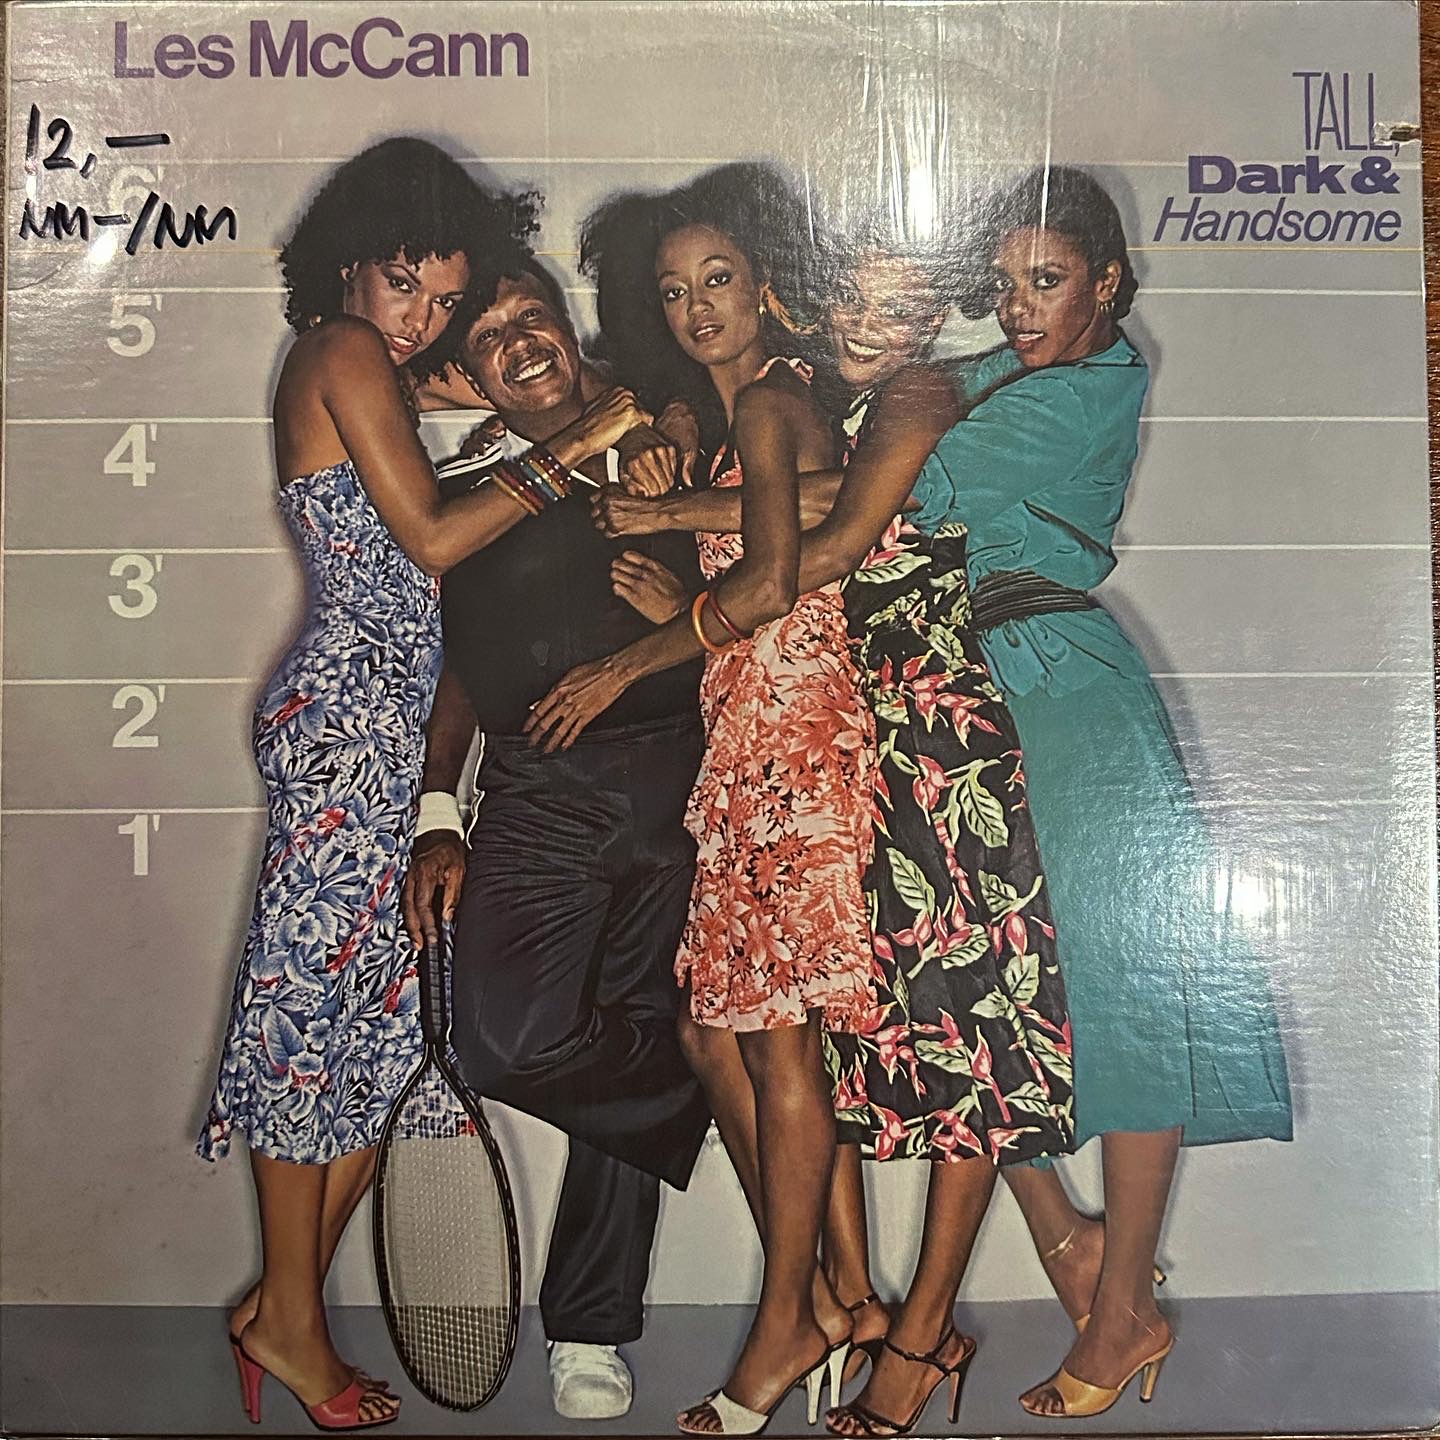 Les McCann
TALL,
Dark &
Handsome
12,—
NM-/NM
6'
5'
4'
3'
2'
1'